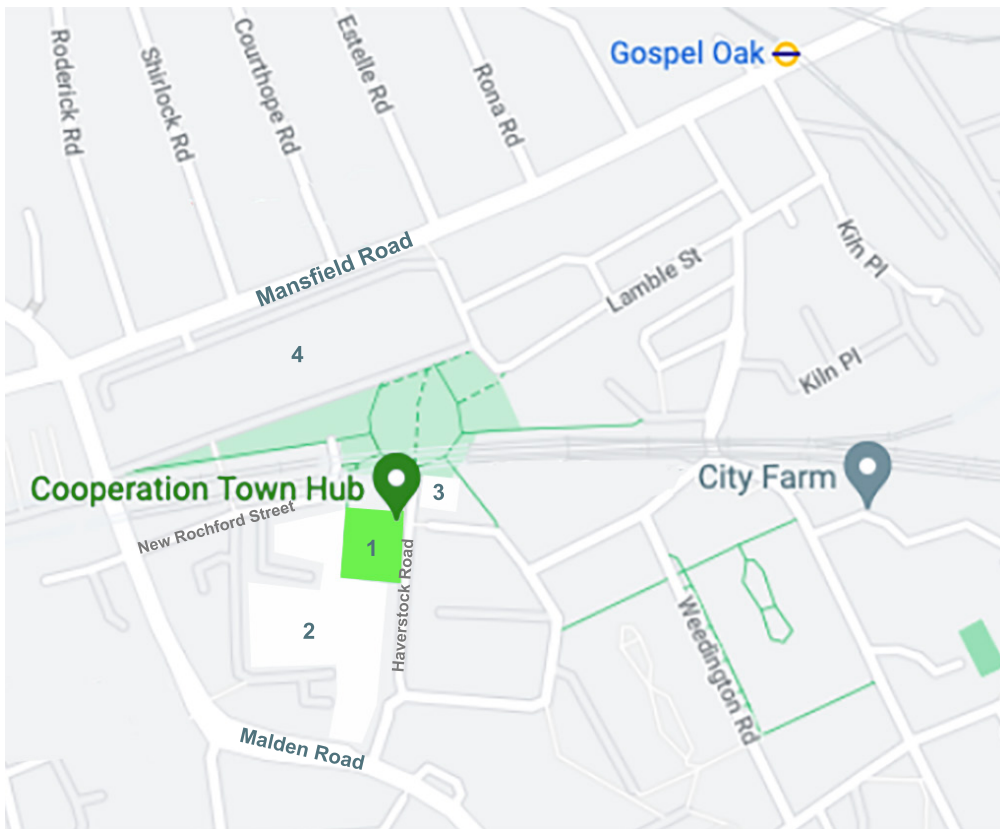 Gospel Oak
Roderick Rd
Shirlock Rd
Courthope Rd
Estelle Rd
Rona Rd
Mansfield Road
Kiln Pl
Lamble St
4
Kiln Pl
City Farm
Cooperation Town Hub
3
New Rochford Street
1
Haverstock Road
2
Weedington Rd
Malden Road